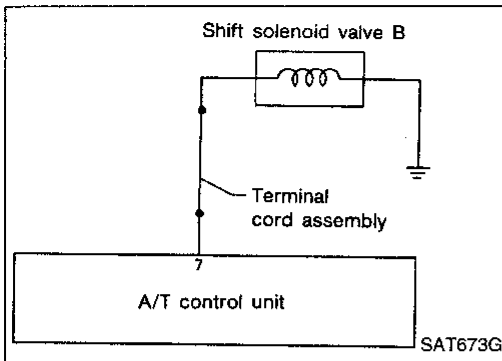 Shift solenoid valve B
Terminal
cord assembly
7
A/T control unit
SAT673G